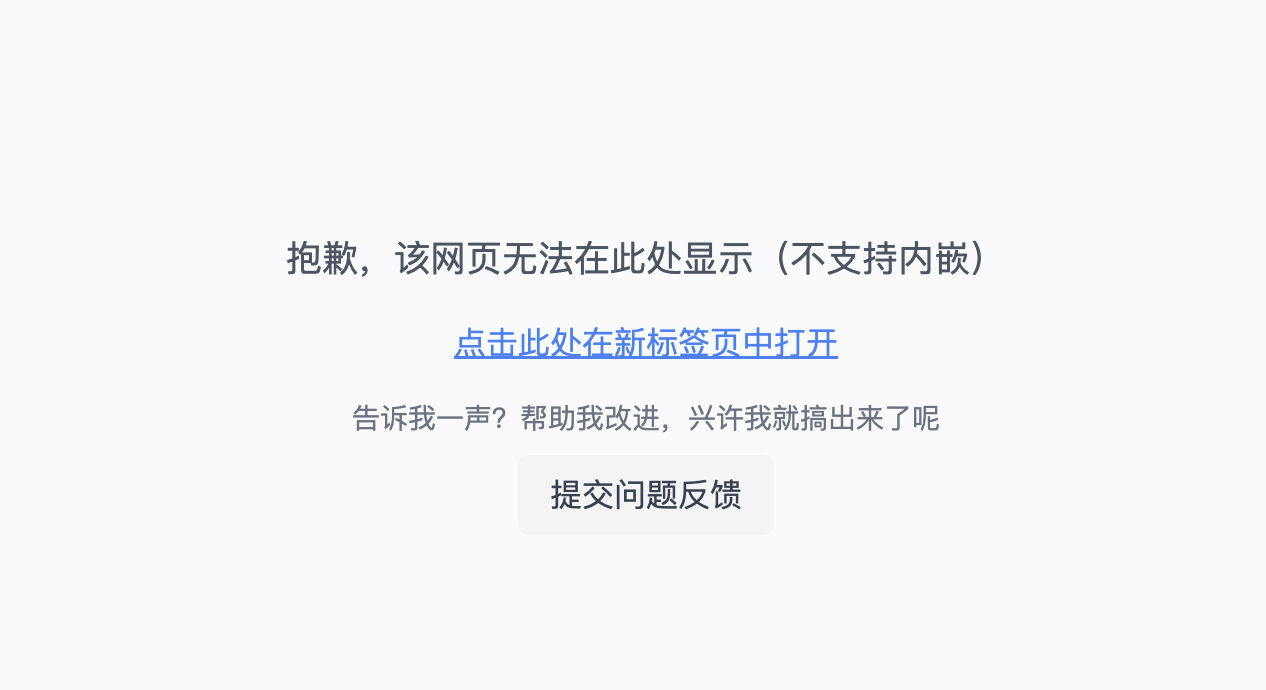 抱歉，该网页无法在此处显示（不支持内嵌）
点击此处在新标签页中打开
告诉我一声？帮助我改进，兴许我就搞出来了呢
提交问题反馈